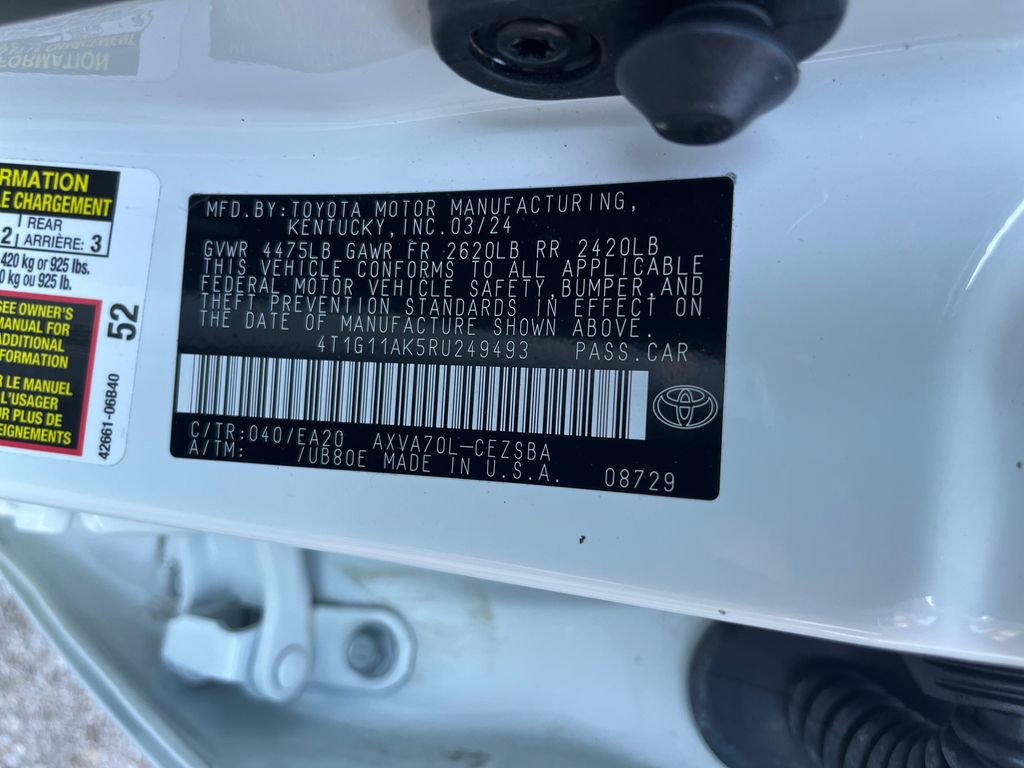 RMATION
E CHARGEMENT
2 REAR
ARRIÈRE: 3
420 kg or 925 lbs.
0 kg ou 925 lb.
SEE OWNER'S
MANUAL FOR
ADDITIONAL
INFORMATION
R LE MANUEL
L'USAGER
UR PLUS DE
EIGNEMENTS
52
42661-06B40
MFD.BY:TOYOTA MOTOR MANUFACTURING,
KENTUCKY,INC.03/24
GVWR 4475LB GAWR FR 2620LB RR 2420LB
THIS VEHICLE CONFORMS TO ALL APPLICABLE
FEDERAL MOTOR VEHICLE SAFETY,BUMPER,AND
THEFT PREVENTION STANDARDS IN EFFECT ON
THE DATE OF MANUFACTURE SHOWN ABOVE.
4T1G11AK5RU249493 PASS.CAR
C/TR:040/EA20 AXVA70L-CEZSBA
A/TM: /UB80E MADE IN U.S.A. 08729